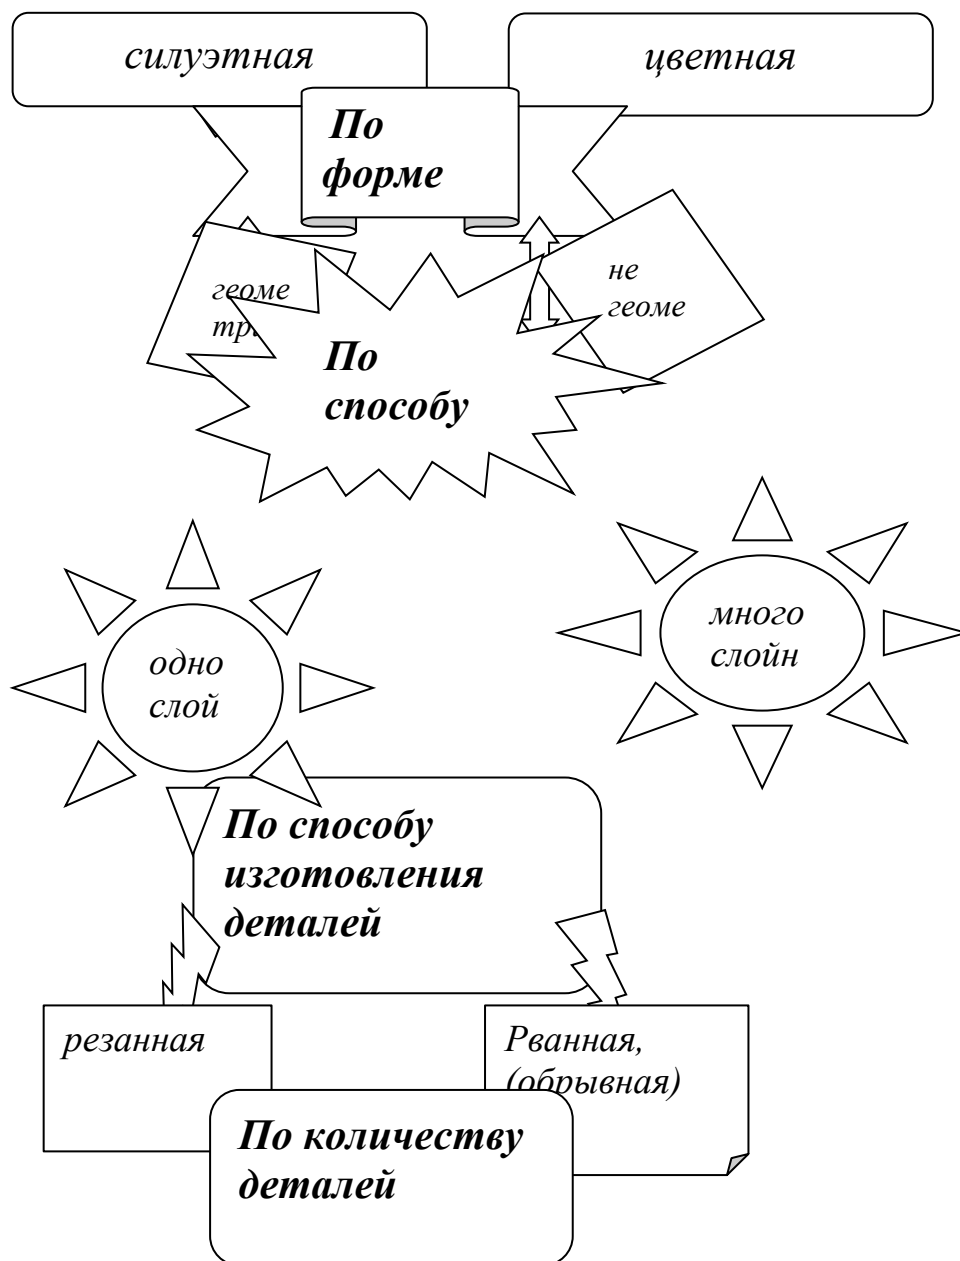 силуэтная
цветная
По
форме
геоме
не
геоме
По
способу
одно
слой
много
слойн
По способу
изготовления
деталей
резанная
Рванная,
(обрывная)
По количеству
деталей